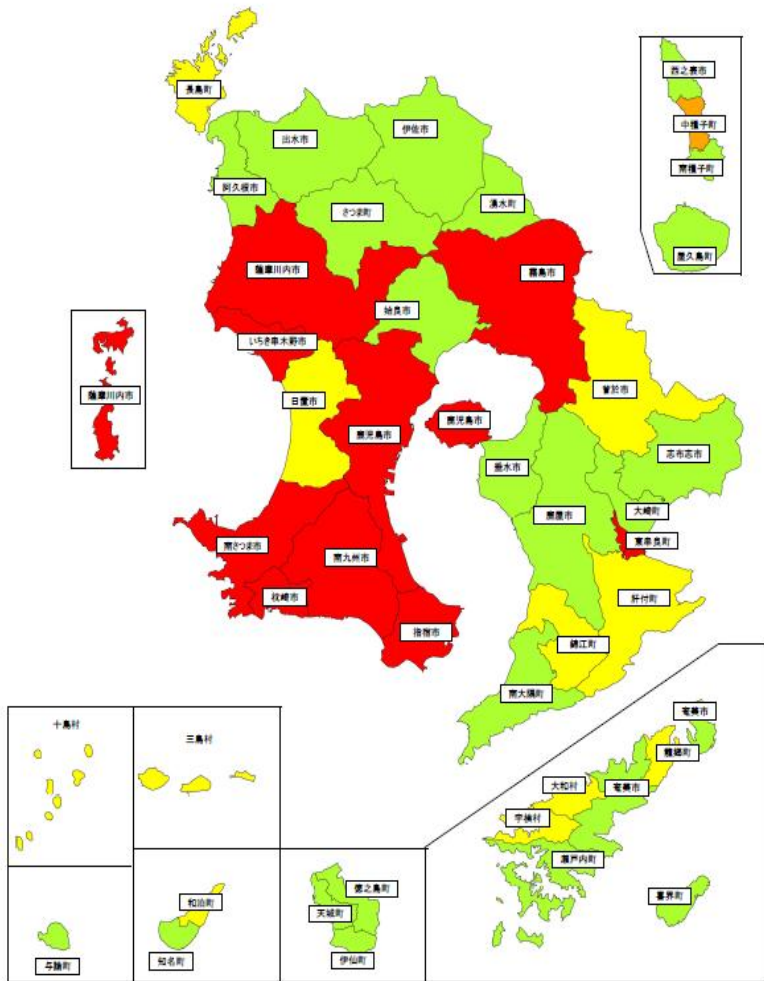 長島町
出水市
伊佐市
阿久根市
さつま町
湧水町
薩摩川内市
霧島市
姶良市
いちき串木野市
薩摩川内市
日置市
鹿児島市
鹿児島市
曽於市
垂水市
志布志市
鹿屋市
大崎町
東串良町
南さつま市
南九州市
枕崎市
肝付町
指宿市
錦江町
南大隅町
西之表市
中種子町
南種子町
屋久島町
十島村
三島村
与論町
和泊町
知名町
徳之島町
天城町
伊仙町
奄美市
龍郷町
大和村
奄美市
宇検村
瀬戸内町
喜界町